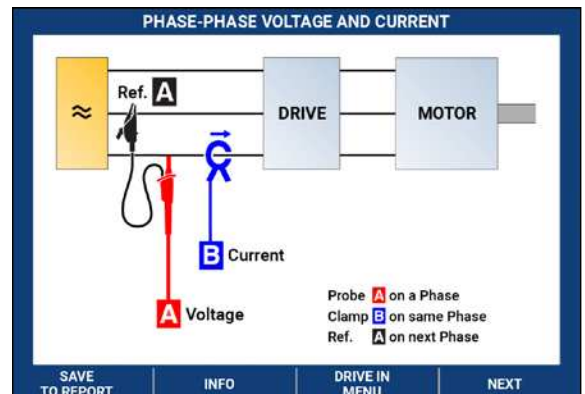 PHASE-PHASE VOLTAGE AND CURRENT
Ref. A
≈
DRIVE
MOTOR
B Current
A Voltage
Probe A on a Phase
Clamp B on same Phase
Ref. A on next Phase
SAVE
TO REPORT
INFO
DRIVE IN
MENU
NEXT